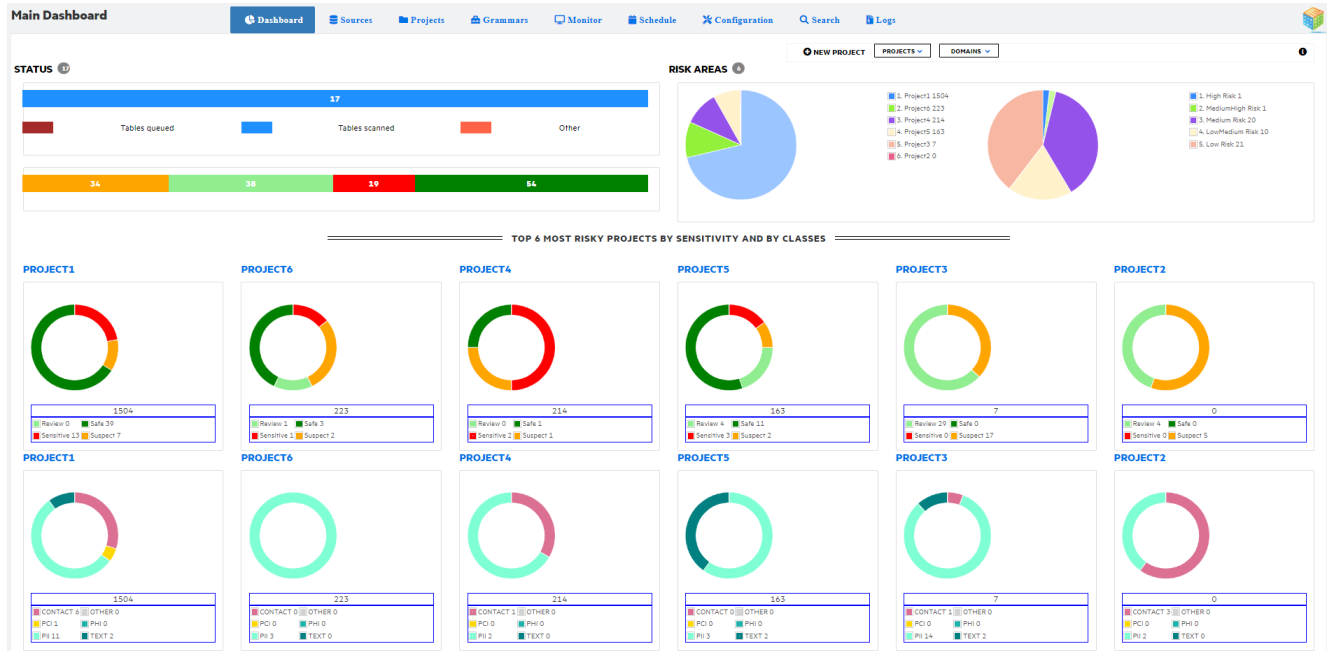 Main Dashboard
Dashboard Sources Projects Grammars Monitor Schedule Configuration Search Logs
NEW PROJECT PROJECTS DOMAINS
STATUS 17
RISK AREAS 6
17
Tables queued Tables scanned Other
34 38 19 54
1. Project1 1504
2. Project6 223
3. Project4 214
4. Project5 163
5. Project3 7
6. Project2 0
1. High Risk 1
2. MediumHigh Risk 1
3. Medium Risk 20
4. LowMedium Risk 10
5. Low Risk 21
TOP 6 MOST RISKY PROJECTS BY SENSITIVITY AND BY CLASSES
PROJECT1 PROJECT6 PROJECT4 PROJECT5 PROJECT3 PROJECT2
1504 223 214 163 7 0
Review 0 Safe 39 Review 1 Safe 3 Review 0 Safe 1 Review 4 Safe 11 Review 29 Safe 0 Review 4 Safe 0
Sensitive 13 Suspect 7 Sensitive 1 Suspect 2 Sensitive 2 Suspect 1 Sensitive 3 Suspect 2 Sensitive 0 Suspect 17 Sensitive 0 Suspect 5
PROJECT1 PROJECT6 PROJECT4 PROJECT5 PROJECT3 PROJECT2
1504 223 214 163 7 0
CONTACT 6 OTHER 0 CONTACT 0 OTHER 0 CONTACT 1 OTHER 0 CONTACT 0 OTHER 0 CONTACT 1 OTHER 0 CONTACT 3 OTHER 0
PCI 1 PHI 0 PCI 0 PHI 0 PCI 0 PHI 0 PCI 0 PHI 0 PCI 0 PHI 0 PCI 0 PHI 0
PII 11 TEXT 2 PII 3 TEXT 0 PII 2 TEXT 0 PII 3 TEXT 2 PII 14 TEXT 2 PII 2 TEXT 0